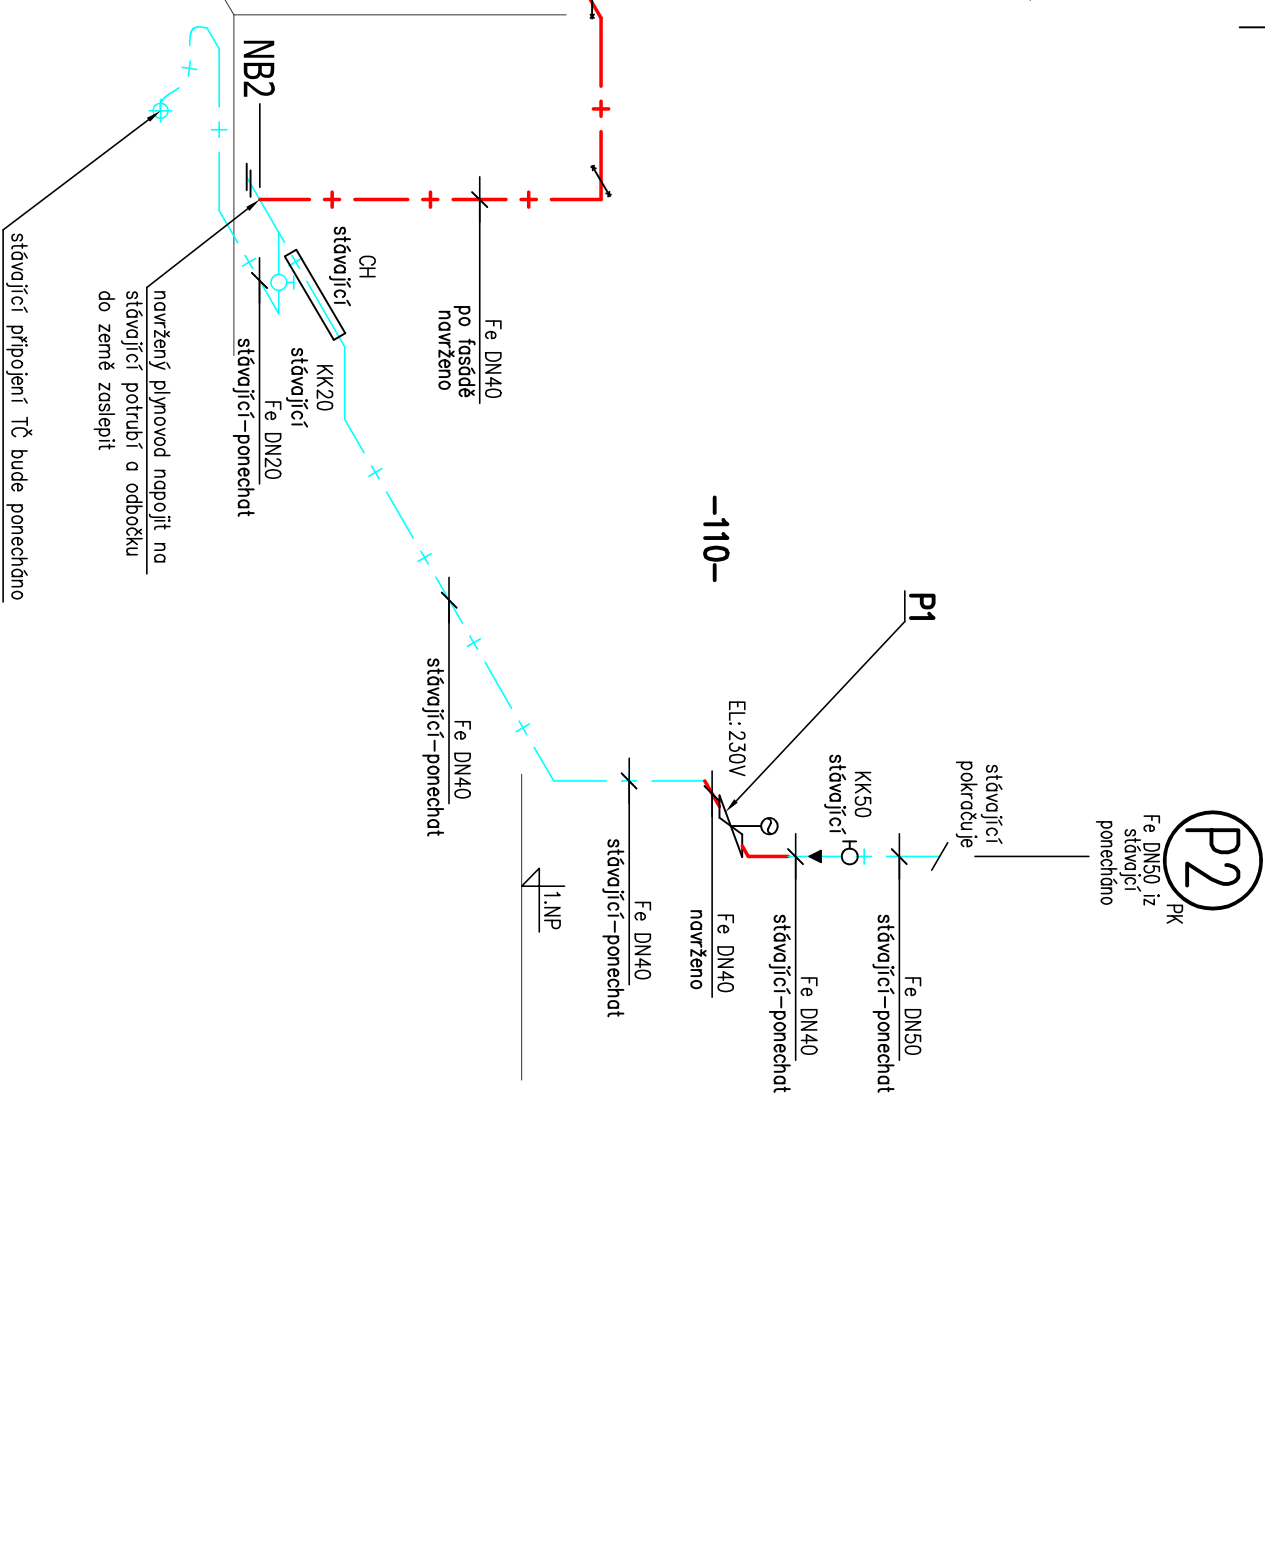 P2
PK
Fe DN50 iz
stávající
ponecháno
stávající
pokračuje
P1
Fe DN50
stávající-ponechat
KK50
stávající
Fe DN40
stávající-ponechat
EL: 230V
-110-
Fe DN40
navrženo
Fe DN40
stávající-ponechat
1.NP
Fe DN40
po fasádě
navrženo
Fe DN40
stávající-ponechat
CH
stávající
KK20
stávající
Fe DN20
stávající-ponechat
NB2
navržený plynovod napojit na
stávající potrubí a odbočku
do země zaslepit
stávající připojení TČ bude ponecháno